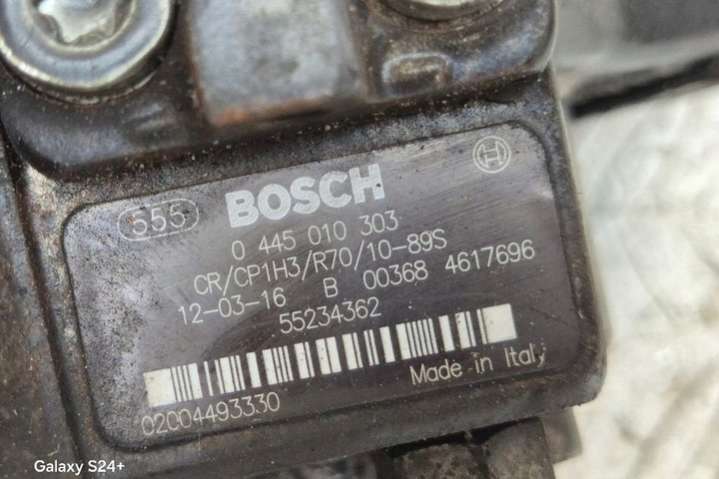 555 BOSCH
0 445 010 303
CR/CP1H3/R70/10-89S
12-03-16 B 00368 4617696
55234362
02004493330 Made in Italy
Galaxy S24+